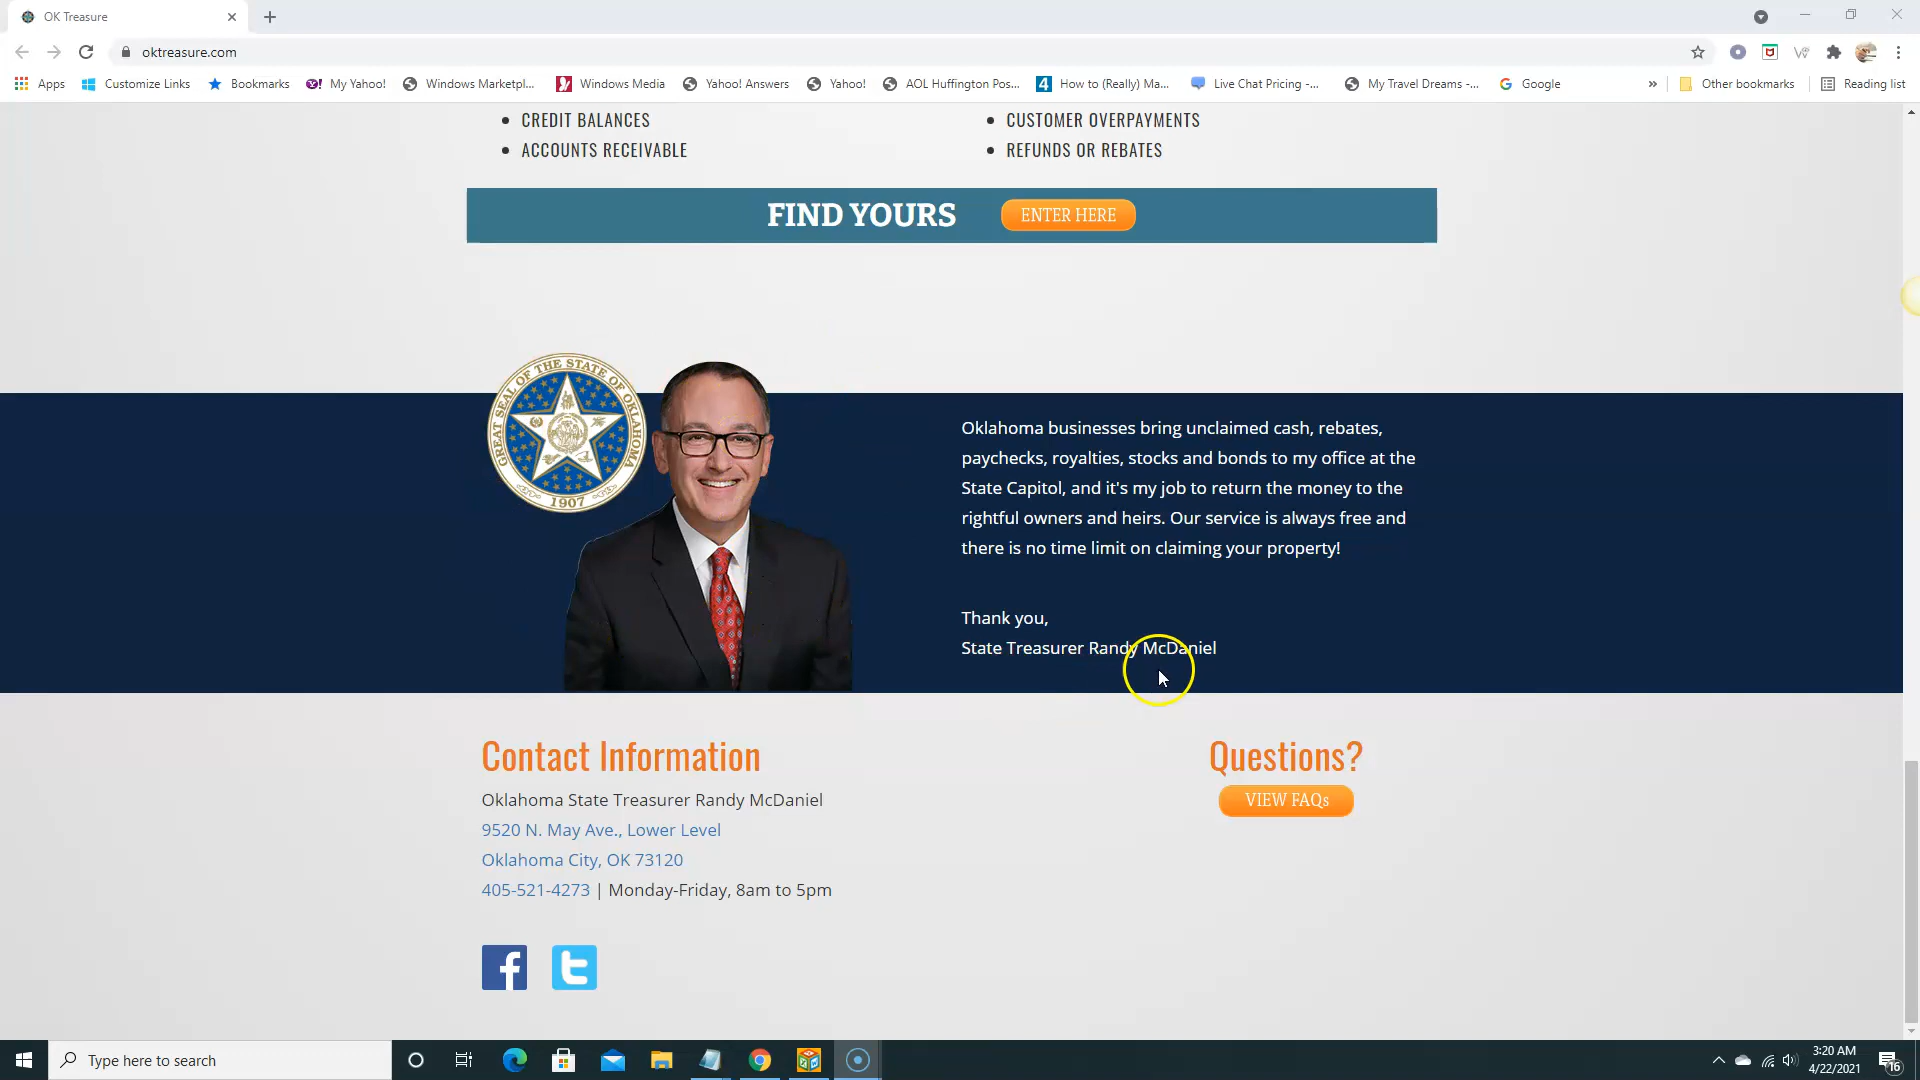 OK Treasure
oktreasure.com
Apps
Customize Links
Bookmarks
My Yahoo!
Windows Marketpl...
Windows Media
Yahoo! Answers
Yahoo!
AOL Huffington Pos...
4
How to (Really) Ma...
Live Chat Pricing -...
My Travel Dreams -...
G
Google
»
Other bookmarks
Reading list
• CREDIT BALANCES
• ACCOUNTS RECEIVABLE
• CUSTOMER OVERPAYMENTS
• REFUNDS OR REBATES
FIND YOURS
ENTER HERE
GREAT SEAL OF THE STATE OF OKLAHOMA
1907
Oklahoma businesses bring unclaimed cash, rebates,
paychecks, royalties, stocks and bonds to my office at the
State Capitol, and it's my job to return the money to the
rightful owners and heirs. Our service is always free and
there is no time limit on claiming your property!
Thank you,
State Treasurer Randy McDaniel
Contact Information
Oklahoma State Treasurer Randy McDaniel
9520 N. May Ave., Lower Level
Oklahoma City, OK 73120
405-521-4273 | Monday-Friday, 8am to 5pm
Questions?
VIEW FAQs
Type here to search
3:20 AM
4/22/2021
16